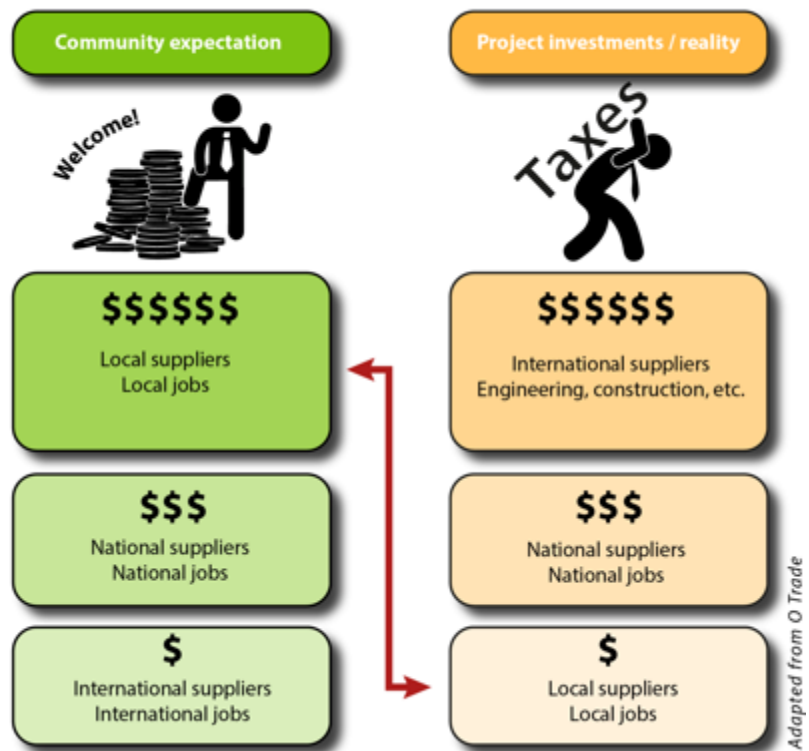 Community expectation
Welcome!
$$$$$$
Local suppliers
Local jobs
$$$
National suppliers
National jobs
$
International suppliers
International jobs
Project investments / reality
Taxes
$$$$$$
International suppliers
Engineering, construction, etc.
$$$
National suppliers
National jobs
$
Local suppliers
Local jobs
Adapted from O Trade